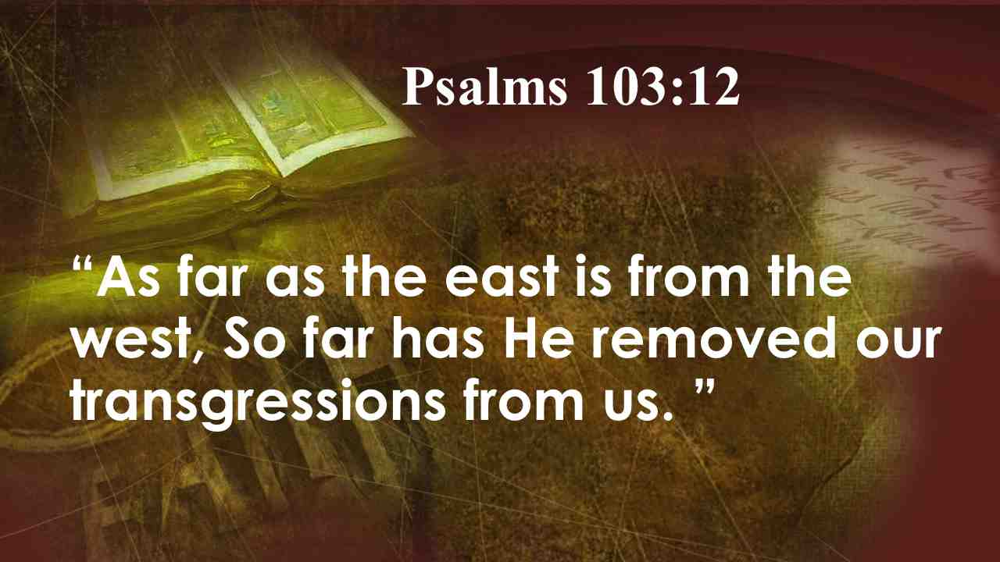 Psalms 103:12
“As far as the east is from the
west, So far has He removed our
transgressions from us. ”